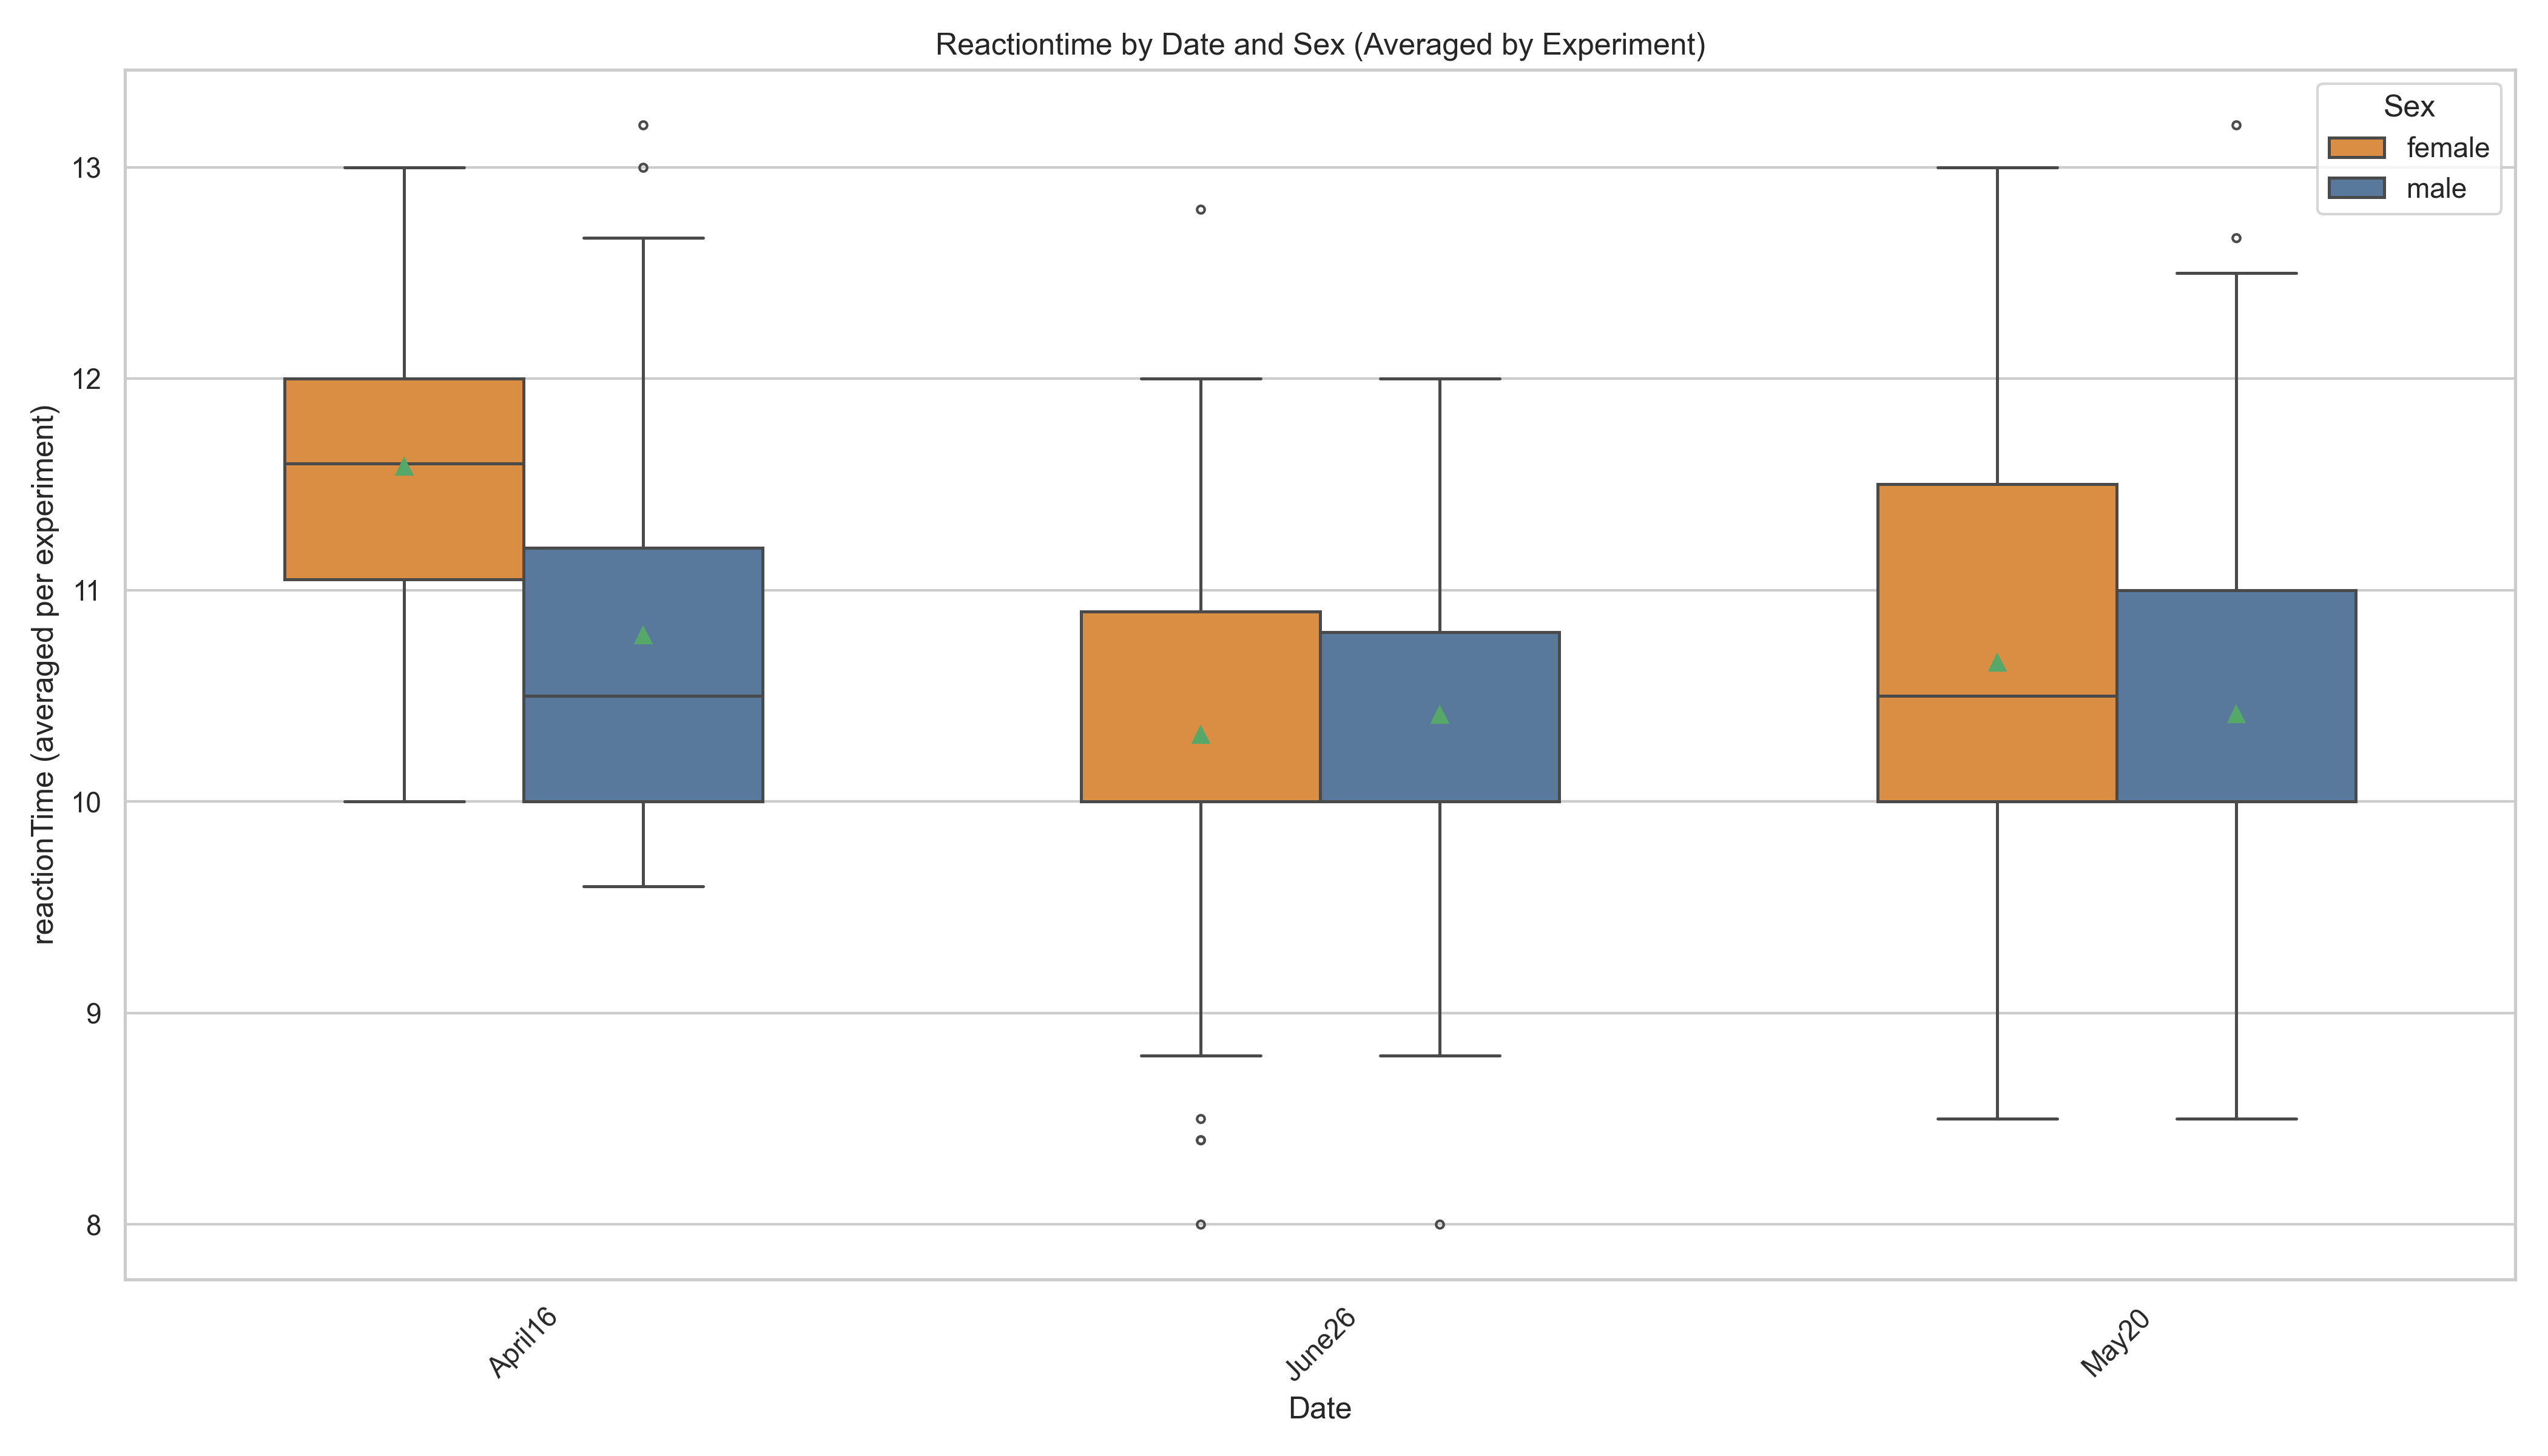 Reactiontime by Date and Sex (Averaged by Experiment)
Sex
female
male
reactionTime (averaged per experiment)
13
12
11
10
9
8
April16
June26
May20
Date